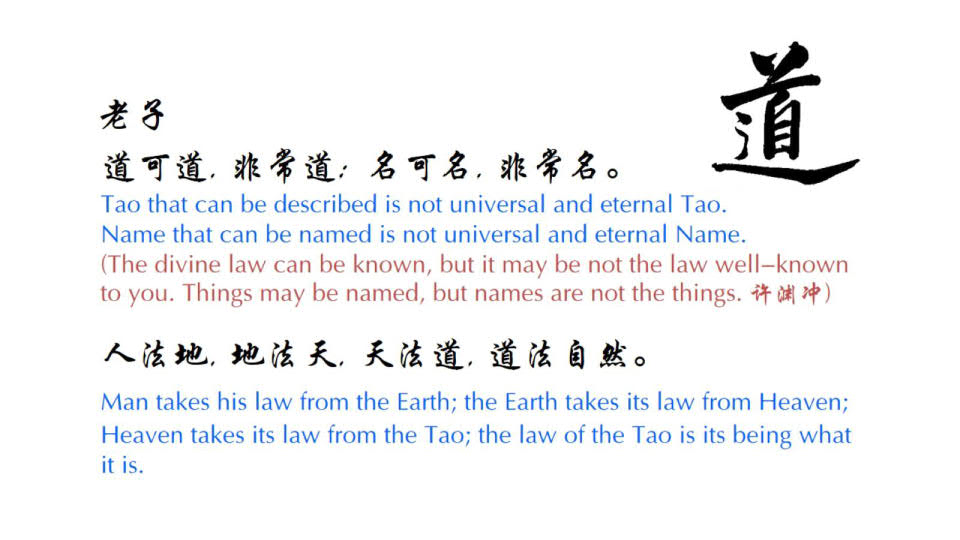 道
老子
道可道，非常道；名可名，非常名。
Tao that can be described is not universal and eternal Tao.
Name that can be named is not universal and eternal Name.
(The divine law can be known, but it may be not the law well–known
to you. Things may be named, but names are not the things. 许渊冲)
人法地，地法天，天法道，道法自然。
Man takes his law from the Earth; the Earth takes its law from Heaven;
Heaven takes its law from the Tao; the law of the Tao is its being what
it is.